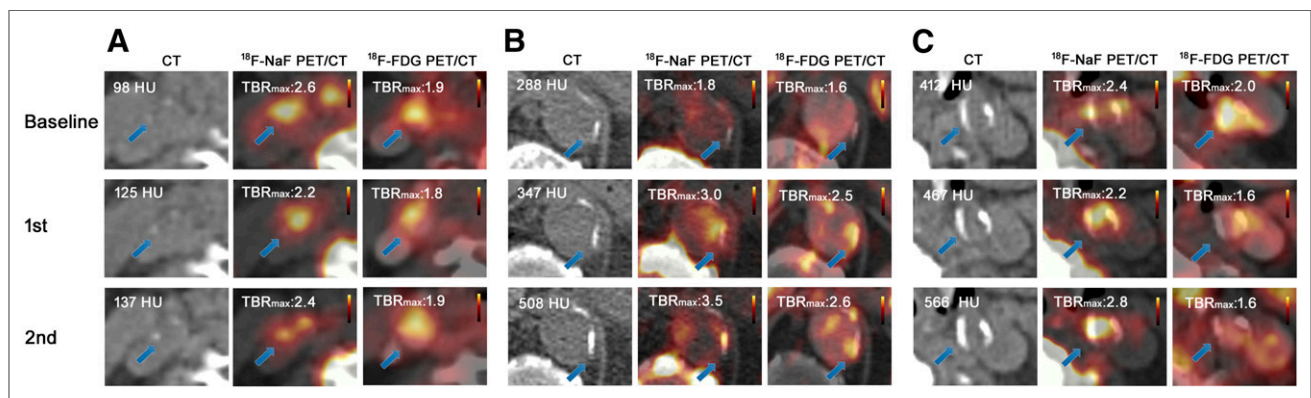 A B C
CT ¹⁸F-NaF PET/CT ¹⁸F-FDG PET/CT CT ¹⁸F-NaF PET/CT ¹⁸F-FDG PET/CT CT ¹⁸F-NaF PET/CT ¹⁸F-FDG PET/CT
Baseline 98 HU TBRmax:2.6 TBRmax:1.9 288 HU TBRmax:1.8 TBRmax:1.6 412 HU TBRmax:2.4 TBRmax:2.0
1st 125 HU TBRmax:2.2 TBRmax:1.8 347 HU TBRmax:3.0 TBRmax:2.5 467 HU TBRmax:2.2 TBRmax:1.6
2nd 137 HU TBRmax:2.4 TBRmax:1.9 508 HU TBRmax:3.5 TBRmax:2.6 566 HU TBRmax:2.8 TBRmax:1.6